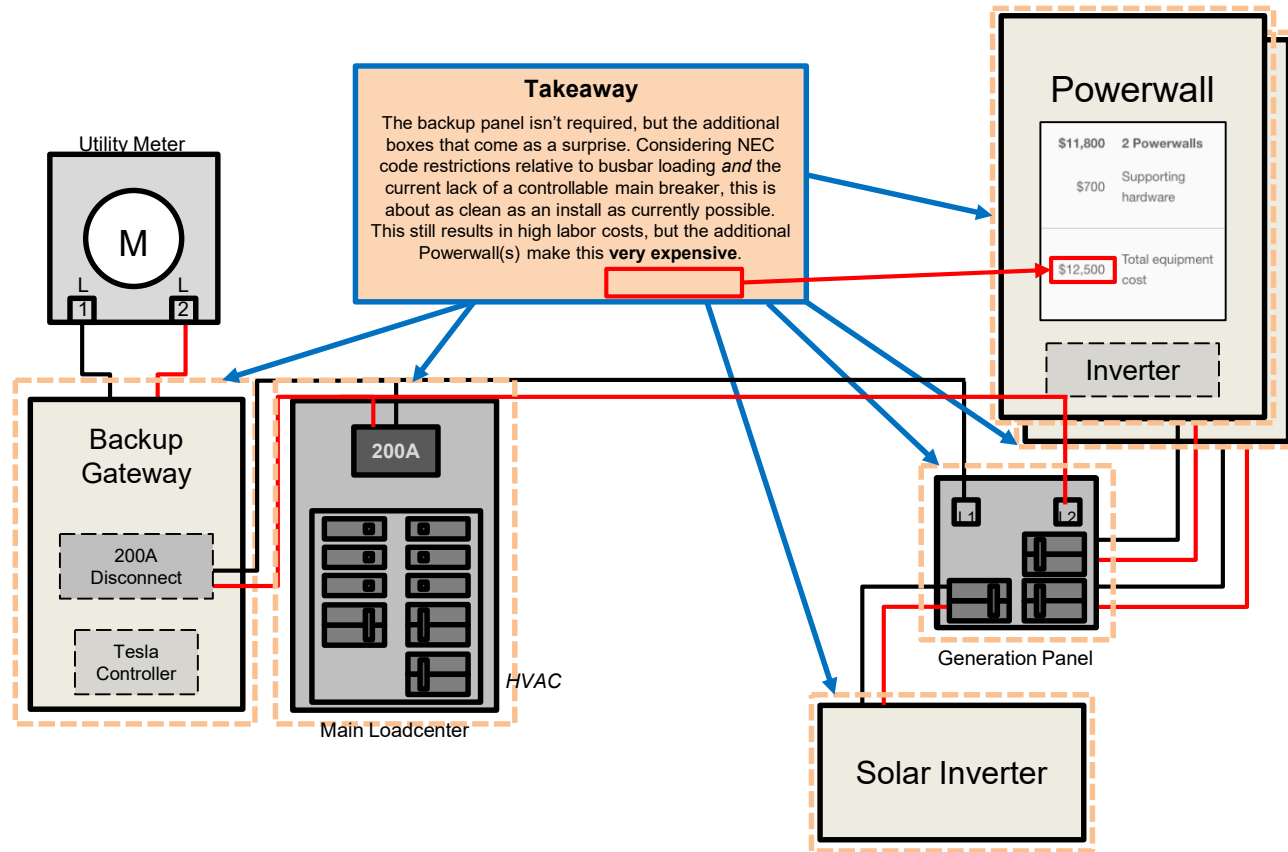 Takeaway
The backup panel isn't required, but the additional
boxes that come as a surprise. Considering NEC
code restrictions relative to busbar loading and the
current lack of a controllable main breaker, this is
about as clean as an install as currently possible.
This still results in high labor costs, but the additional
Powerwall(s) make this very expensive.
Powerwall
$11,800 2 Powerwalls
$700 Supporting
hardware
$12,500 Total equipment
cost
Inverter
Utility Meter
M
L L
1 2
Backup
Gateway
200A
Disconnect
Tesla
Controller
200A
HVAC
Main Loadcenter
L1 L2
Generation Panel
Solar Inverter